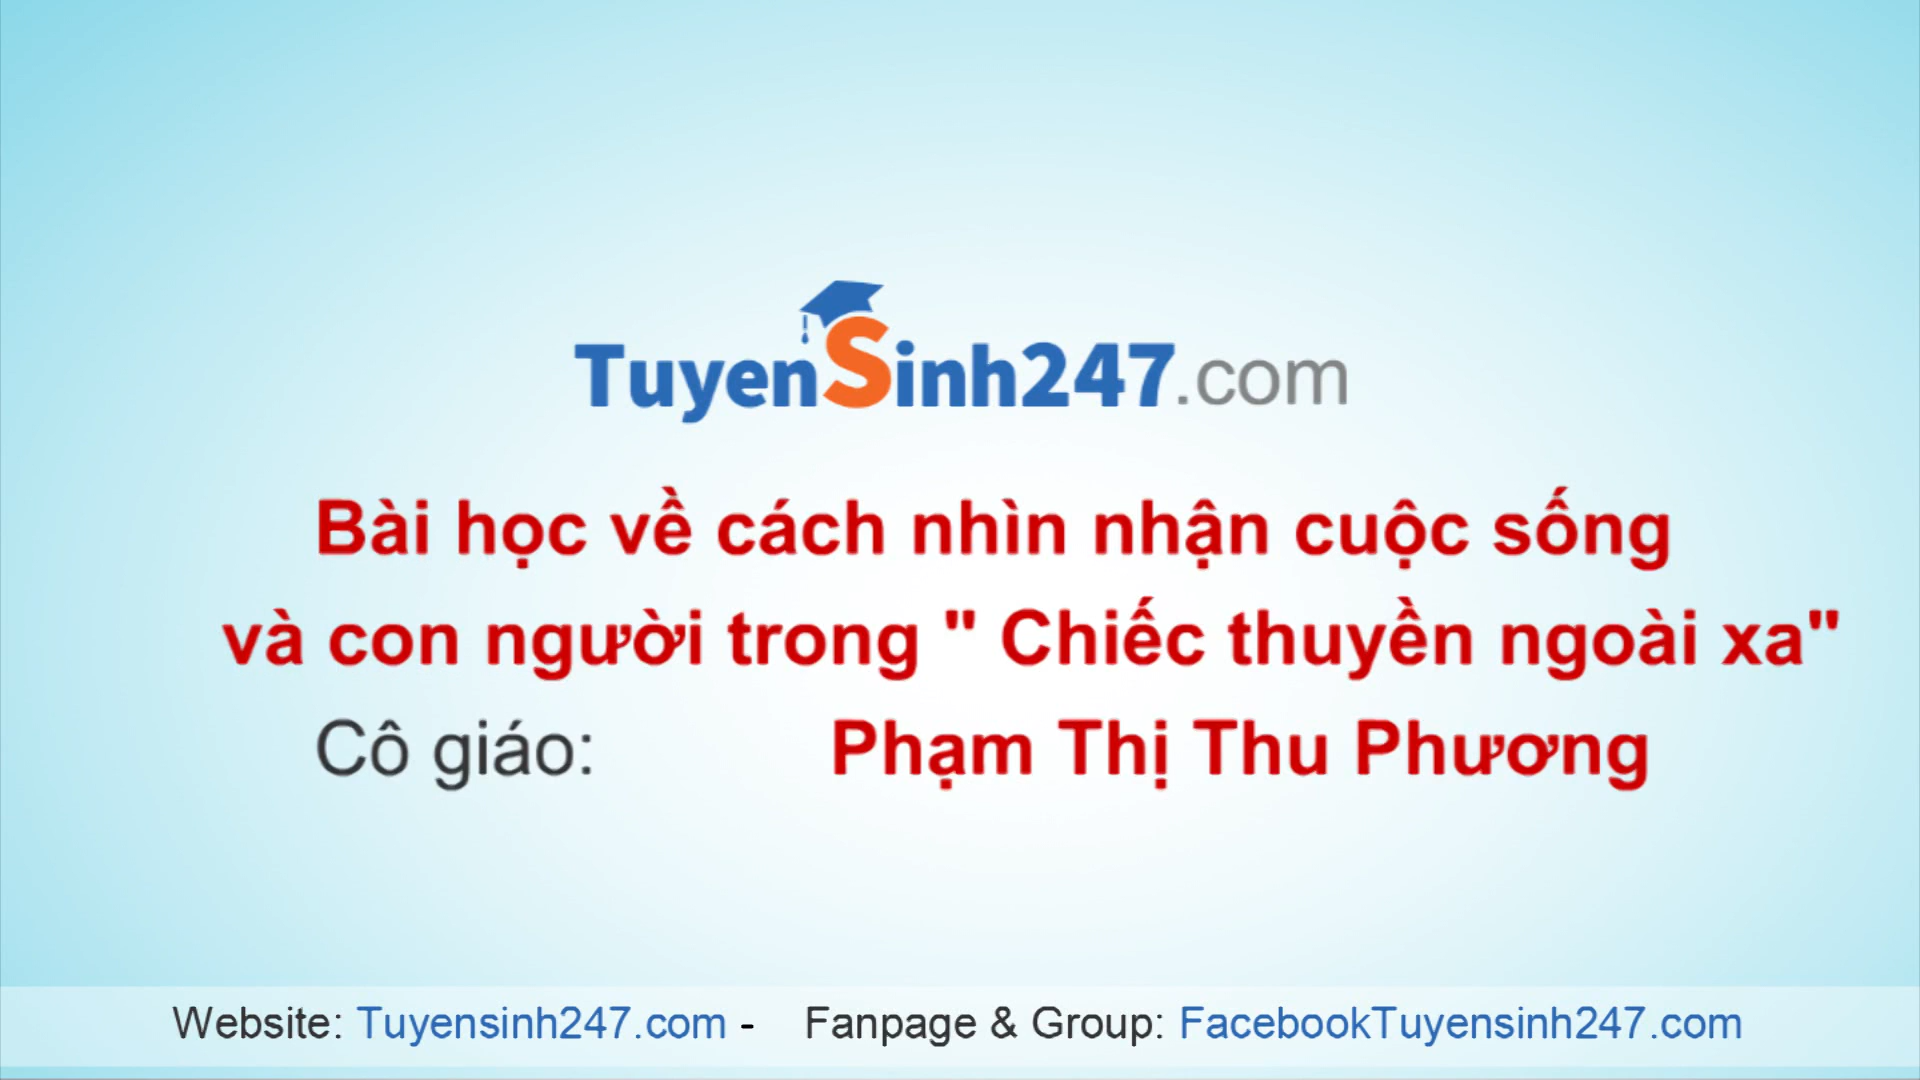 TuyenSinh247.com
Bài học về cách nhìn nhận cuộc sống
và con người trong " Chiếc thuyền ngoài xa"
Cô giáo: Phạm Thị Thu Phương
Website: Tuyensinh247.com - Fanpage & Group: FacebookTuyensinh247.com